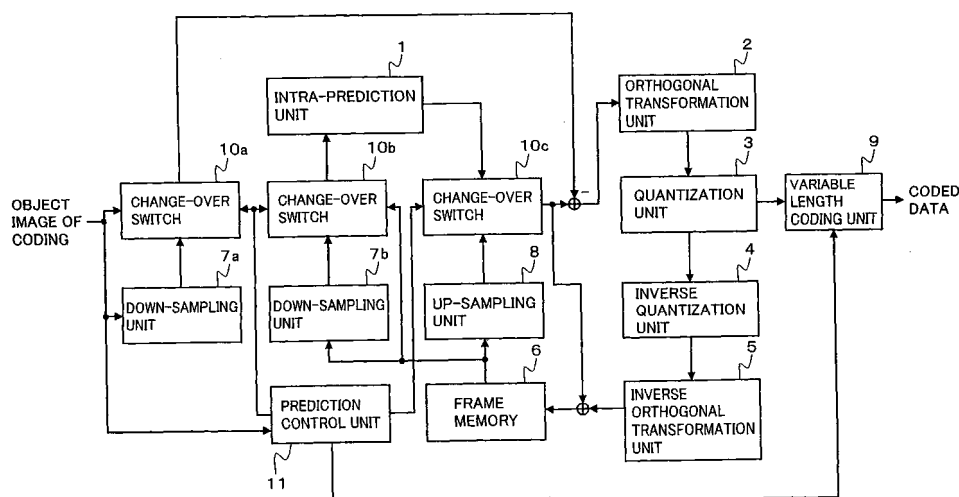 1
INTRA-PREDICTION
UNIT
2
ORTHOGONAL
TRANSFORMATION
UNIT
10a
CHANGE-OVER
SWITCH
10b
CHANGE-OVER
SWITCH
10c
CHANGE-OVER
SWITCH
3
QUANTIZATION
UNIT
9
VARIABLE
LENGTH
CODING UNIT
OBJECT
IMAGE OF
CODING
CODED
DATA
7a
DOWN-SAMPLING
UNIT
7b
DOWN-SAMPLING
UNIT
8
UP-SAMPLING
UNIT
4
INVERSE
QUANTIZATION
UNIT
PREDICTION
CONTROL UNIT
11
6
FRAME
MEMORY
5
INVERSE
ORTHOGONAL
TRANSFORMATION
UNIT